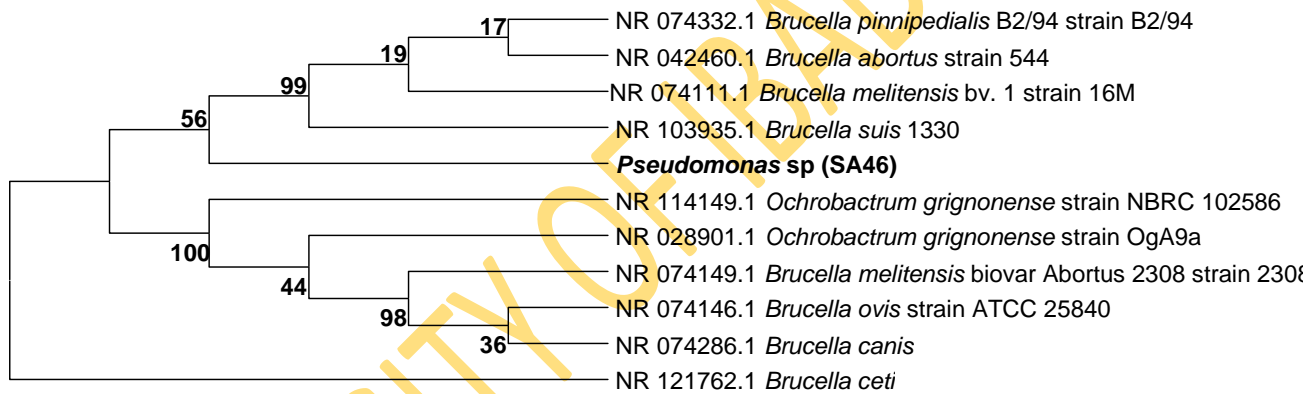 17
NR 074332.1 Brucella pinnipedialis B2/94 strain B2/94
19
NR 042460.1 Brucella abortus strain 544
99
NR 074111.1 Brucella melitensis bv. 1 strain 16M
56
NR 103935.1 Brucella suis 1330
Pseudomonas sp (SA46)
NR 114149.1 Ochrobactrum grignonense strain NBRC 102586
100
NR 028901.1 Ochrobactrum grignonense strain OgA9a
44
NR 074149.1 Brucella melitensis biovar Abortus 2308 strain 2308
98
NR 074146.1 Brucella ovis strain ATCC 25840
36
NR 074286.1 Brucella canis
NR 121762.1 Brucella ceti
OF